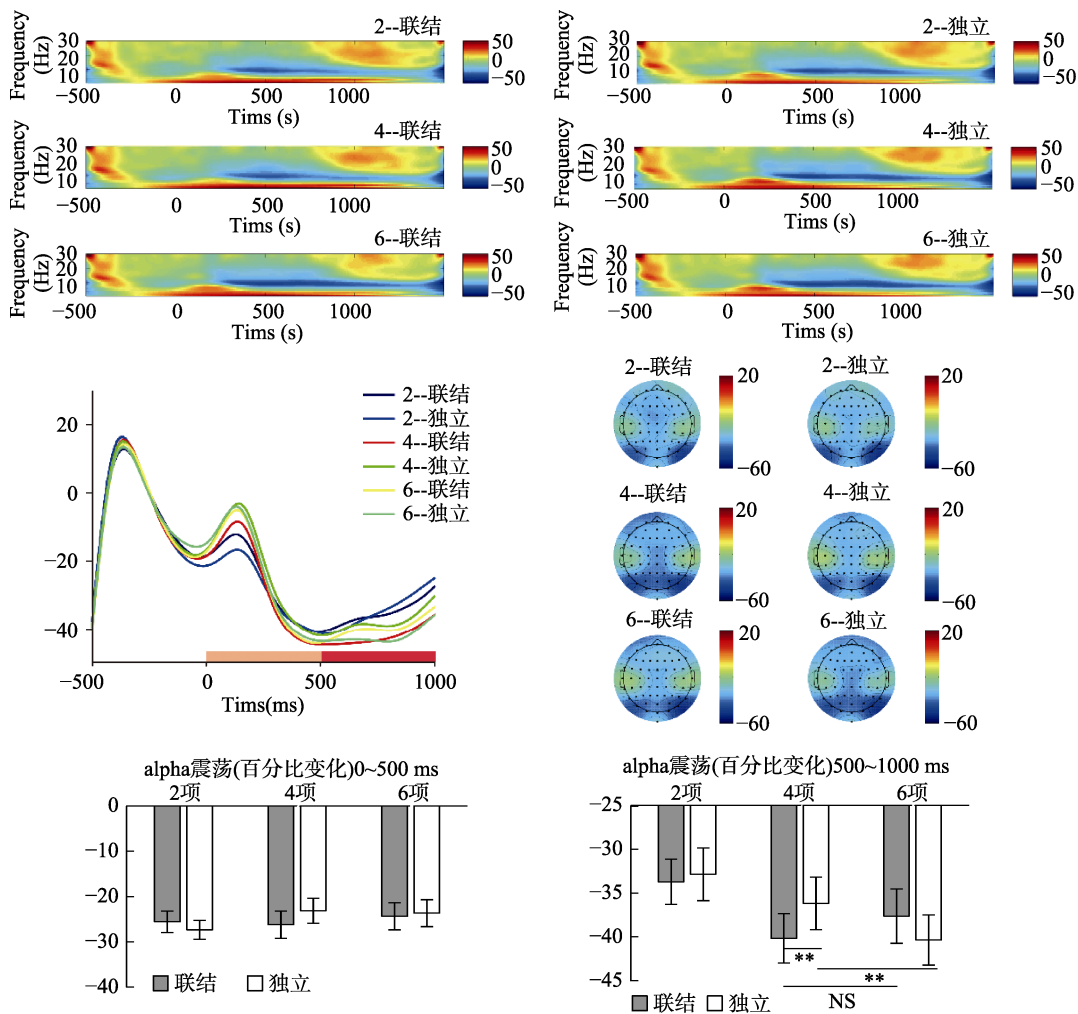 2--联结
Frequency
(Hz)
30
20
10
50
0
−50
−500 0 500 1000
Tims (s)
2--独立
Frequency
(Hz)
30
20
10
50
0
−50
−500 0 500 1000
Tims (s)
4--联结
Frequency
(Hz)
30
20
10
50
0
−50
−500 0 500 1000
Tims (s)
4--独立
Frequency
(Hz)
30
20
10
50
0
−50
−500 0 500 1000
Tims (s)
6--联结
Frequency
(Hz)
30
20
10
50
0
−50
−500 0 500 1000
Tims (s)
6--独立
Frequency
(Hz)
30
20
10
50
0
−50
−500 0 500 1000
Tims (s)
20
0
−20
−40
−500 0 500 1000
Tims(ms)
2--联结
2--独立
4--联结
4--独立
6--联结
6--独立
2--联结
20
−60
2--独立
20
−60
4--联结
20
−60
4--独立
20
−60
6--联结
20
−60
6--独立
20
−60
alpha震荡(百分比变化)0~500 ms
2项 4项 6项
0
−10
−20
−30
−40
联结 独立
alpha震荡(百分比变化)500~1000 ms
2项 4项 6项
−25
−30
−35
−40
−45
**
**
NS
联结 独立